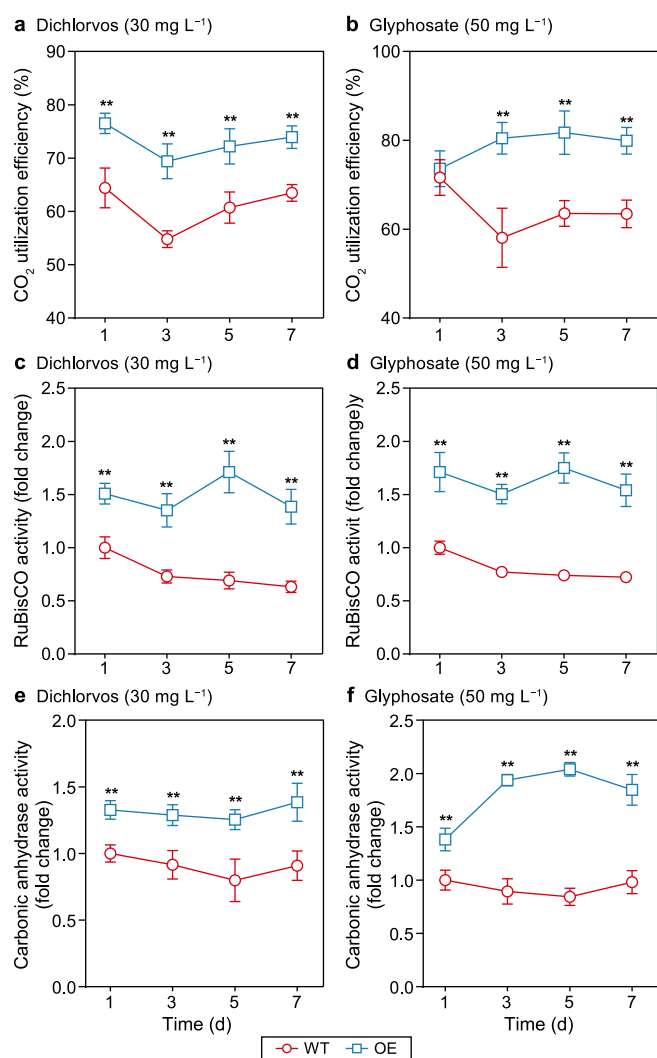 a Dichlorvos (30 mg L⁻¹)
CO₂ utilization efficiency (%)
90
80
70
60
50
40
** ** ** **
1 3 5 7
b Glyphosate (50 mg L⁻¹)
CO₂ utilization efficiency (%)
100
80
60
40
** ** **
1 3 5 7
c Dichlorvos (30 mg L⁻¹)
RuBisCO activity (fold change)
2.5
2.0
1.5
1.0
0.5
0.0
** ** ** **
1 3 5 7
d Glyphosate (50 mg L⁻¹)
RuBisCO activit (fold change)y
2.5
2.0
1.5
1.0
0.5
0.0
** ** ** **
1 3 5 7
e Dichlorvos (30 mg L⁻¹)
Carbonic anhydrase activity
(fold change)
2.0
1.5
1.0
0.5
0.0
** ** ** **
1 3 5 7
Time (d)
f Glyphosate (50 mg L⁻¹)
Carbonic anhydrase activity
(fold change)
2.5
2.0
1.5
1.0
0.5
0.0
** ** ** **
1 3 5 7
Time (d)
WT OE